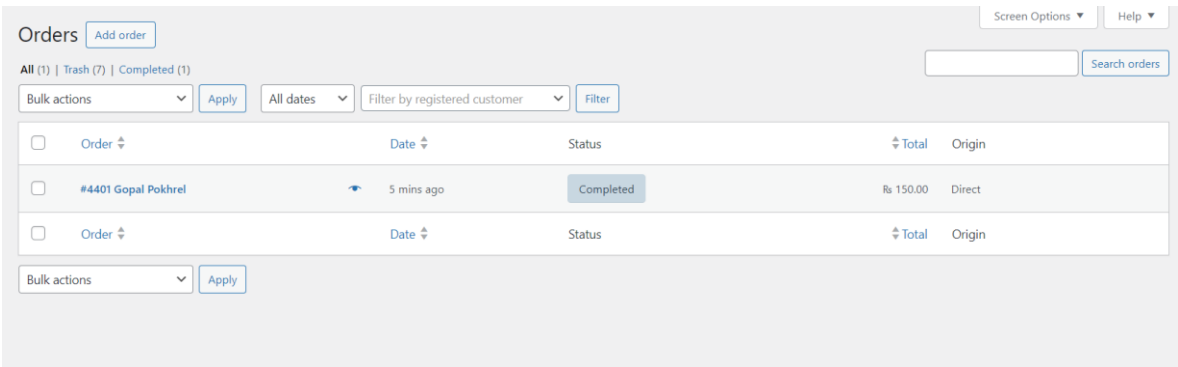 Screen Options ▼ Help ▼
Orders Add order
All (1) | Trash (7) | Completed (1)
Search orders
Bulk actions Apply All dates Filter by registered customer Filter
Order Date Status Total Origin
#4401 Gopal Pokhrel 5 mins ago Completed ₨ 150.00 Direct
Order Date Status Total Origin
Bulk actions Apply